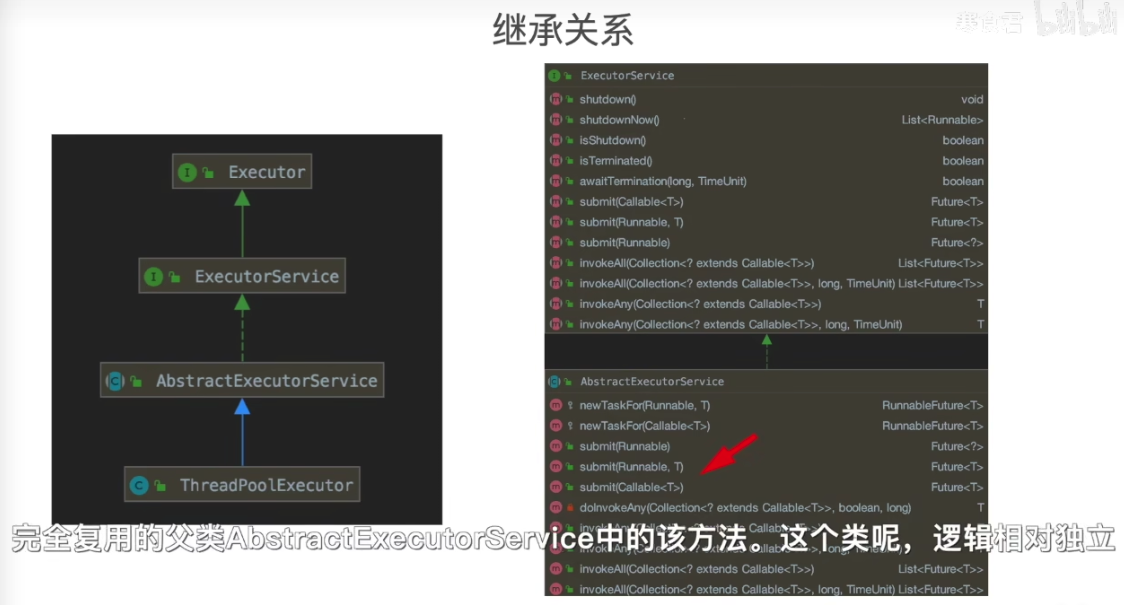 继承关系
寒食君
bilibili
Executor
ExecutorService
AbstractExecutorService
ThreadPoolExecutor
ExecutorService
shutdown() void
shutdownNow() List<Runnable>
isShutdown() boolean
isTerminated() boolean
awaitTermination(long, TimeUnit) boolean
submit(Callable<T>) Future<T>
submit(Runnable, T) Future<T>
submit(Runnable) Future<?>
invokeAll(Collection<? extends Callable<T>>) List<Future<T>>
invokeAll(Collection<? extends Callable<T>>, long, TimeUnit) List<Future<T>>
invokeAny(Collection<? extends Callable<T>>) T
invokeAny(Collection<? extends Callable<T>>, long, TimeUnit) T
AbstractExecutorService
newTaskFor(Runnable, T) RunnableFuture<T>
newTaskFor(Callable<T>) RunnableFuture<T>
submit(Runnable) Future<?>
submit(Runnable, T) Future<T>
submit(Callable<T>) Future<T>
doInvokeAny(Collection<? extends Callable<T>>, boolean, long) T
完全复用的父类AbstractExecutorService中的该方法。这个类呢，逻辑相对独立
invokeAll(Collection<? extends Callable<T>>) List<Future<T>>
invokeAll(Collection<? extends Callable<T>>, long, TimeUnit) List<Future<T>>